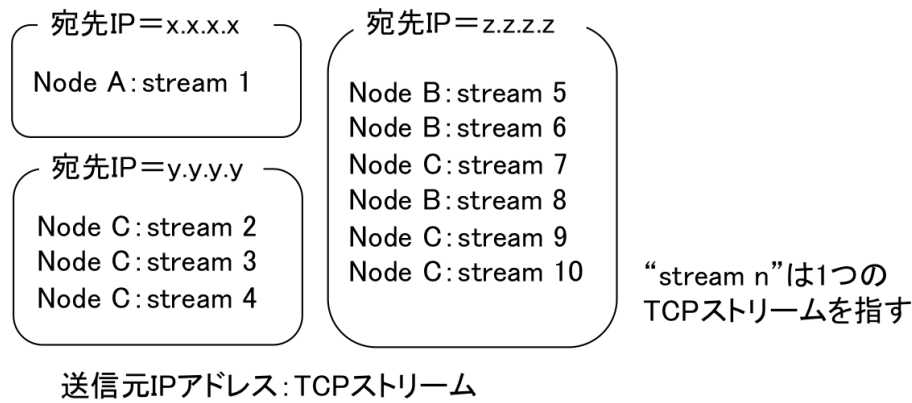 宛先IP=x.x.x.x
Node A:stream 1
宛先IP=y.y.y.y
Node C:stream 2
Node C:stream 3
Node C:stream 4
宛先IP=z.z.z.z
Node B:stream 5
Node B:stream 6
Node C:stream 7
Node B:stream 8
Node C:stream 9
Node C:stream 10
“stream n”は1つの
TCPストリームを指す
送信元IPアドレス:TCPストリーム